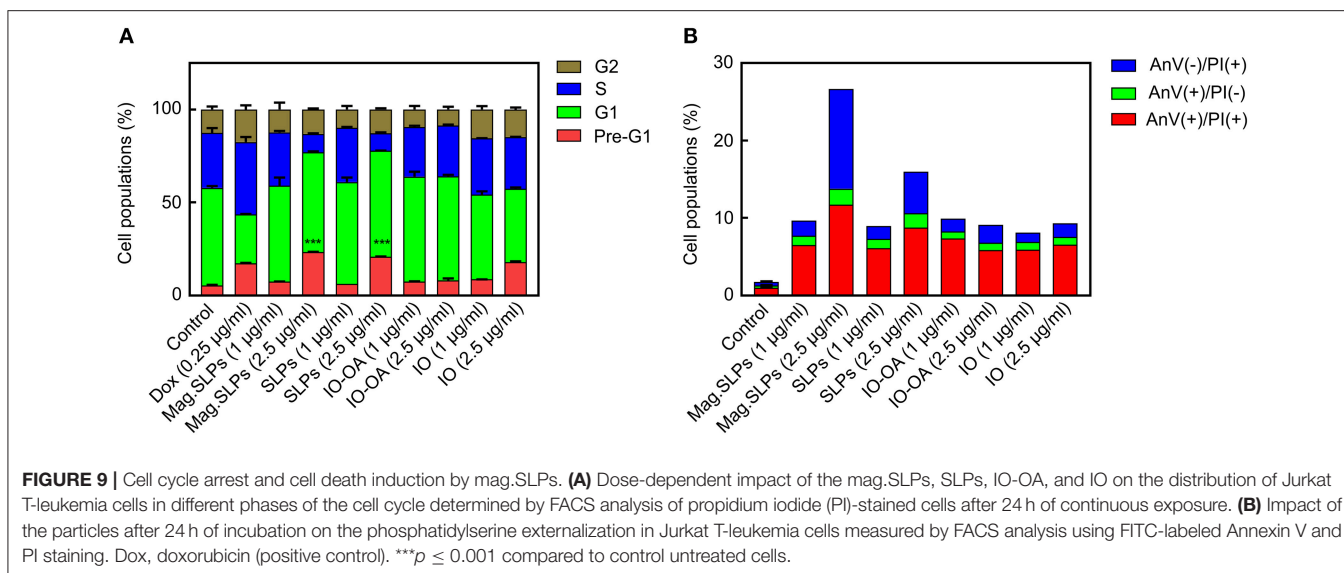 A
B
Cell populations (%)
100
50
0
***
***
G2
S
G1
Pre-G1
Control
Dox (0.25 μg/ml)
Mag.SLPs (1 μg/ml)
Mag.SLPs (2.5 μg/ml)
SLPs (1 μg/ml)
SLPs (2.5 μg/ml)
IO-OA (1 μg/ml)
IO-OA (2.5 μg/ml)
IO (1 μg/ml)
IO (2.5 μg/ml)
Cell populations (%)
30
20
10
0
AnV(-)/PI(+)
AnV(+)/PI(-)
AnV(+)/PI(+)
Control
Mag.SLPs (1 μg/ml)
Mag.SLPs (2.5 μg/ml)
SLPs (1 μg/ml)
SLPs (2.5 μg/ml)
IO-OA (1 μg/ml)
IO-OA (2.5 μg/ml)
IO (1 μg/ml)
IO (2.5 μg/ml)
FIGURE 9 | Cell cycle arrest and cell death induction by mag.SLPs. (A) Dose-dependent impact of the mag.SLPs, SLPs, IO-OA, and IO on the distribution of Jurkat
T-leukemia cells in different phases of the cell cycle determined by FACS analysis of propidium iodide (PI)-stained cells after 24 h of continuous exposure. (B) Impact of
the particles after 24 h of incubation on the phosphatidylserine externalization in Jurkat T-leukemia cells measured by FACS analysis using FITC-labeled Annexin V and
PI staining. Dox, doxorubicin (positive control). ***p ≤ 0.001 compared to control untreated cells.